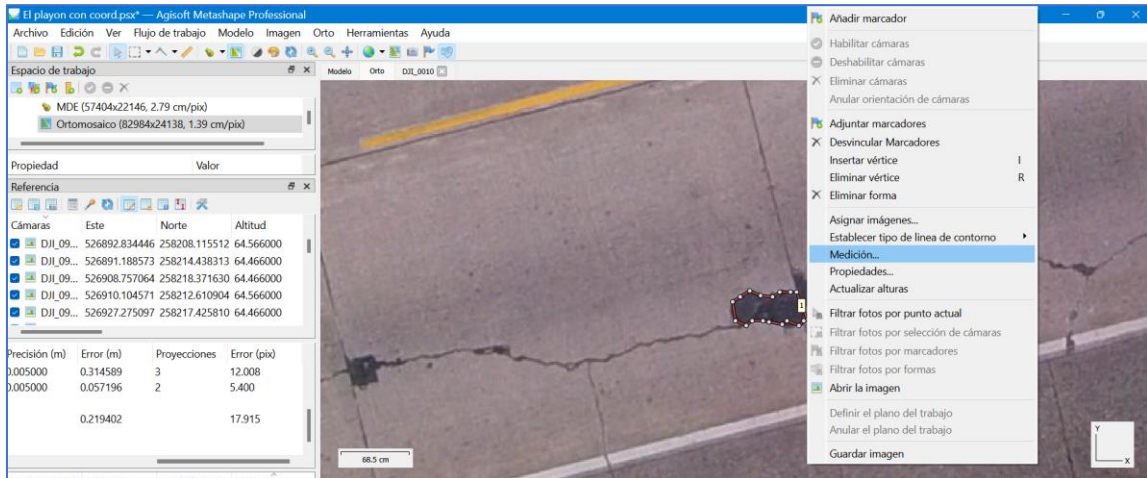 El playon con coord.psx* — Agisoft Metashape Professional
Archivo Edición Ver Flujo de trabajo Modelo Imagen Orto Herramientas Ayuda
Espacio de trabajo
MDE (57404x22146, 2.79 cm/pix)
Ortomosaico (82984x24138, 1.39 cm/pix)
Propiedad Valor
Referencia
Cámaras Este Norte Altitud
DJI_09... 526892.834446 258208.115512 64.566000
DJI_09... 526891.188573 258214.438313 64.466000
DJI_09... 526908.757064 258218.371630 64.466000
DJI_09... 526910.104571 258212.610904 64.566000
DJI_09... 526927.275097 258217.425810 64.466000
Precisión (m) Error (m) Proyecciones Error (pix)
0.005000 0.314589 3 12.008
0.005000 0.057196 2 5.400
0.219402 17.915
Modelo Orto DJI_0010
68.5 cm
1
Añadir marcador
Habilitar cámaras
Deshabilitar cámaras
Eliminar cámaras
Anular orientación de cámaras
Adjuntar marcadores
Desvincular Marcadores
Insertar vértice I
Eliminar vértice R
Eliminar forma
Asignar imágenes...
Establecer tipo de linea de contorno
Medición...
Propiedades...
Actualizar alturas
Filtrar fotos por punto actual
Filtrar fotos por selección de cámaras
Filtrar fotos por marcadores
Filtrar fotos por formas
Abrir la imagen
Definir el plano del trabajo
Anular el plano del trabajo
Guardar imagen
Y
X